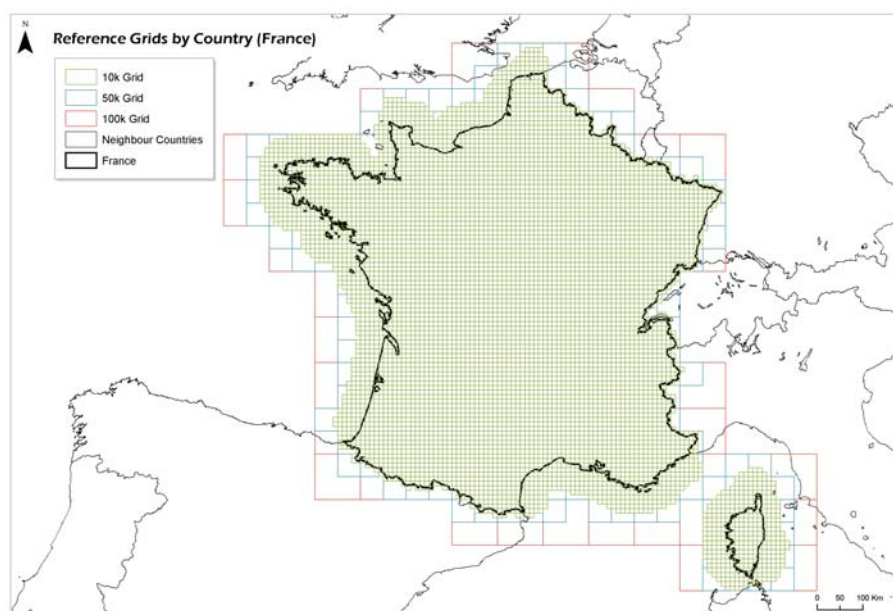 N
Reference Grids by Country (France)
10k Grid
50k Grid
100k Grid
Neighbour Countries
France
0 50 100 Km